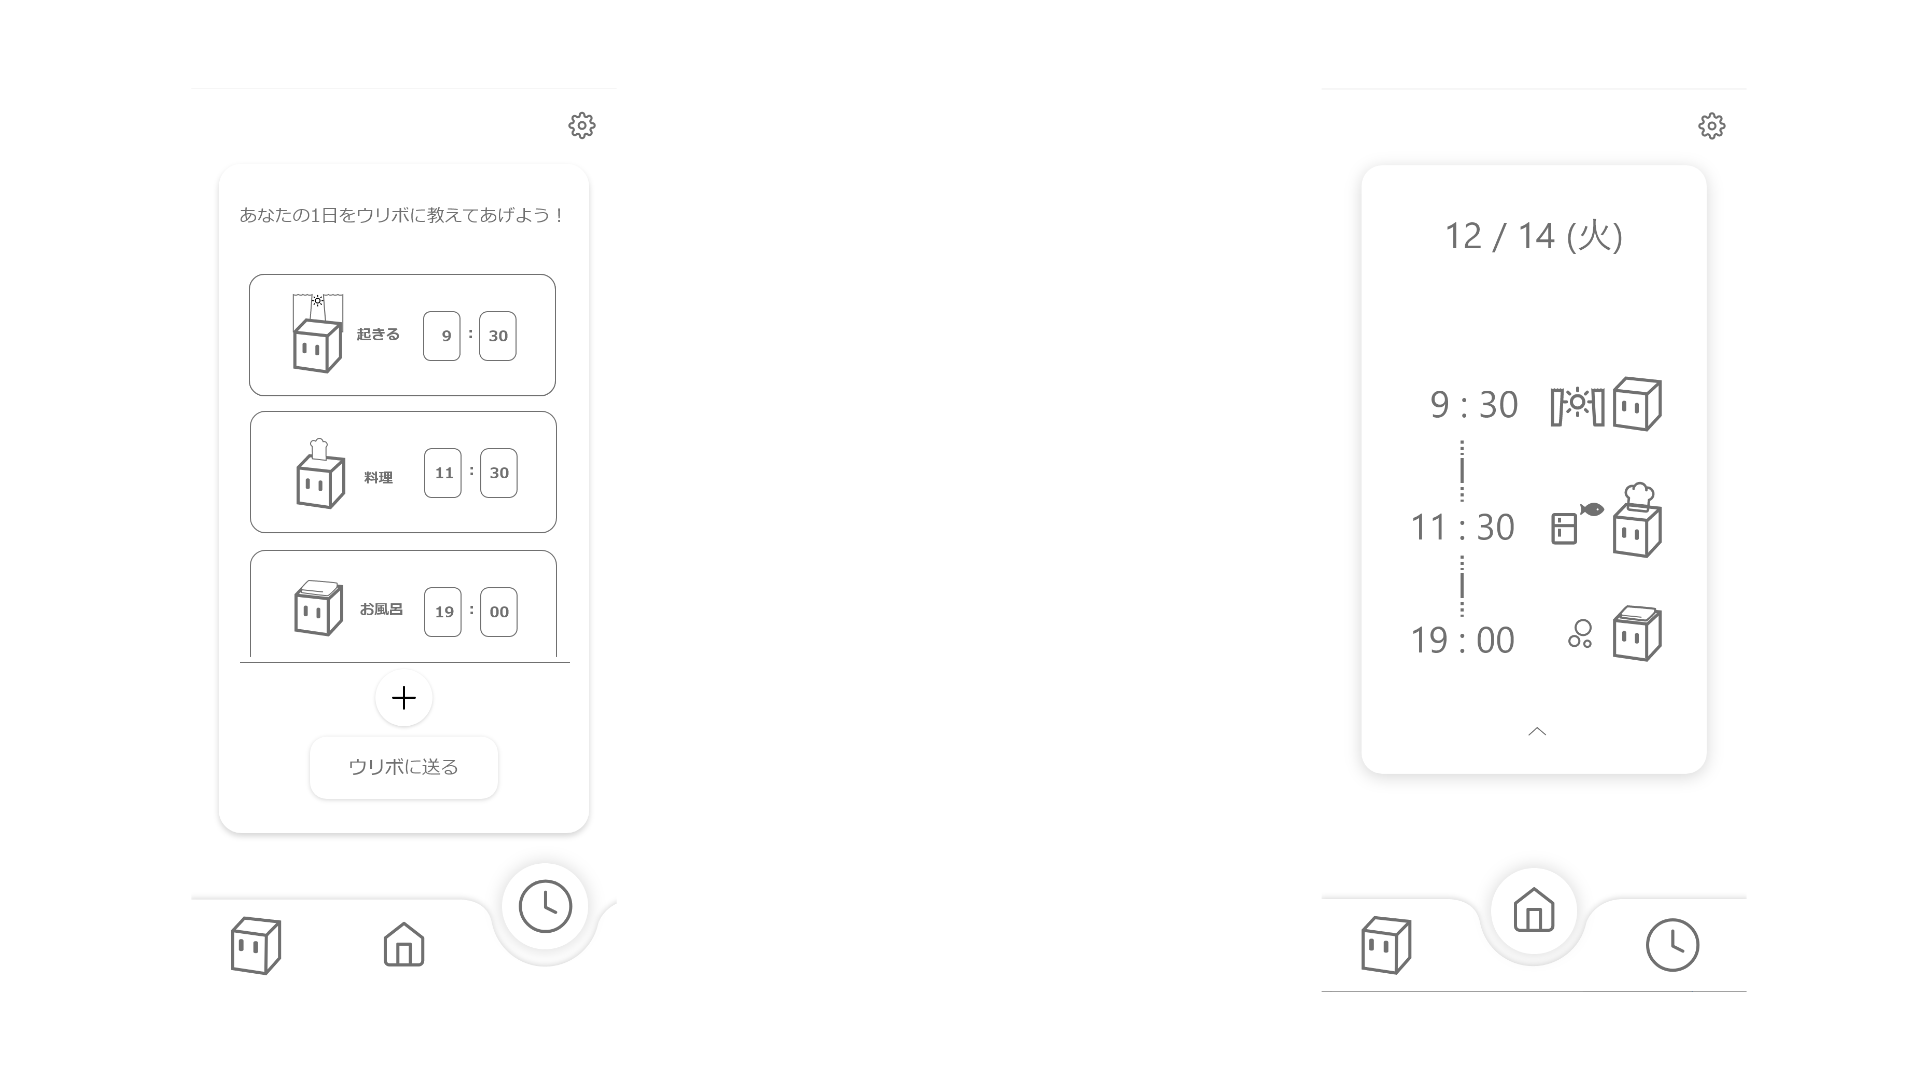 あなたの1日をウリボに教えてあげよう！
起きる 9 : 30
料理 11 : 30
お風呂 19 : 00
+
ウリボに送る
12 / 14 (火)
9 : 30
11 : 30
19 : 00